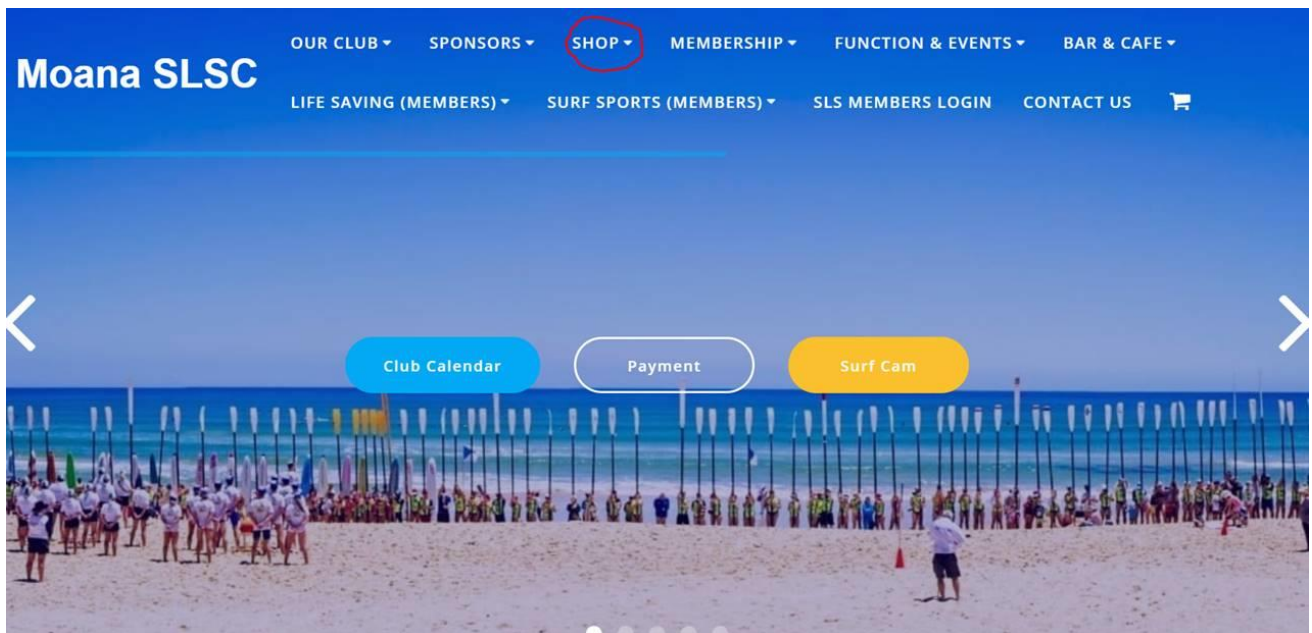 Moana SLSC
OUR CLUB SPONSORS SHOP MEMBERSHIP FUNCTION & EVENTS BAR & CAFE
LIFE SAVING (MEMBERS) SURF SPORTS (MEMBERS) SLS MEMBERS LOGIN CONTACT US
Club Calendar Payment Surf Cam